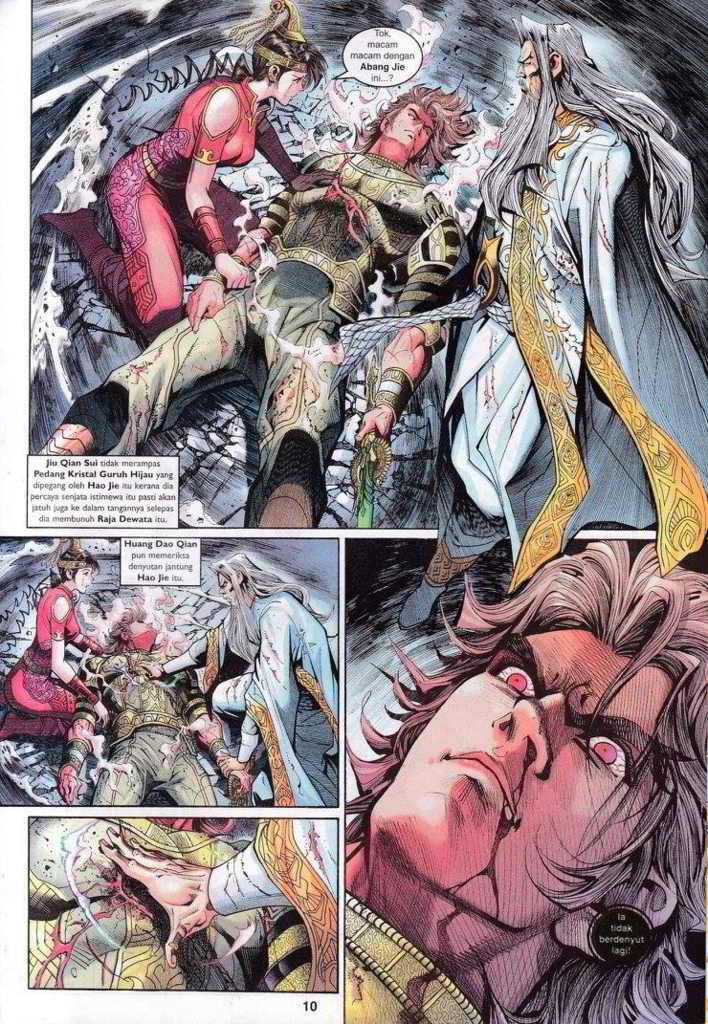 Tok,
macam
macam dengan
Abang Jie
ini...?
Jiu Qian Sui tidak merampas
Pedang Kristal Guruh Hijau yang
dipegang oleh Hao Jie itu kerana dia
percaya senjata istimewa itu pasti akan
jatuh juga ke dalam tangannya selepas
dia membunuh Raja Dewata itu.
Huang Dao Qian
pun memeriksa
denyutan jantung
Hao Jie itu.
Ia
tidak
berdenyut
lagi!
10